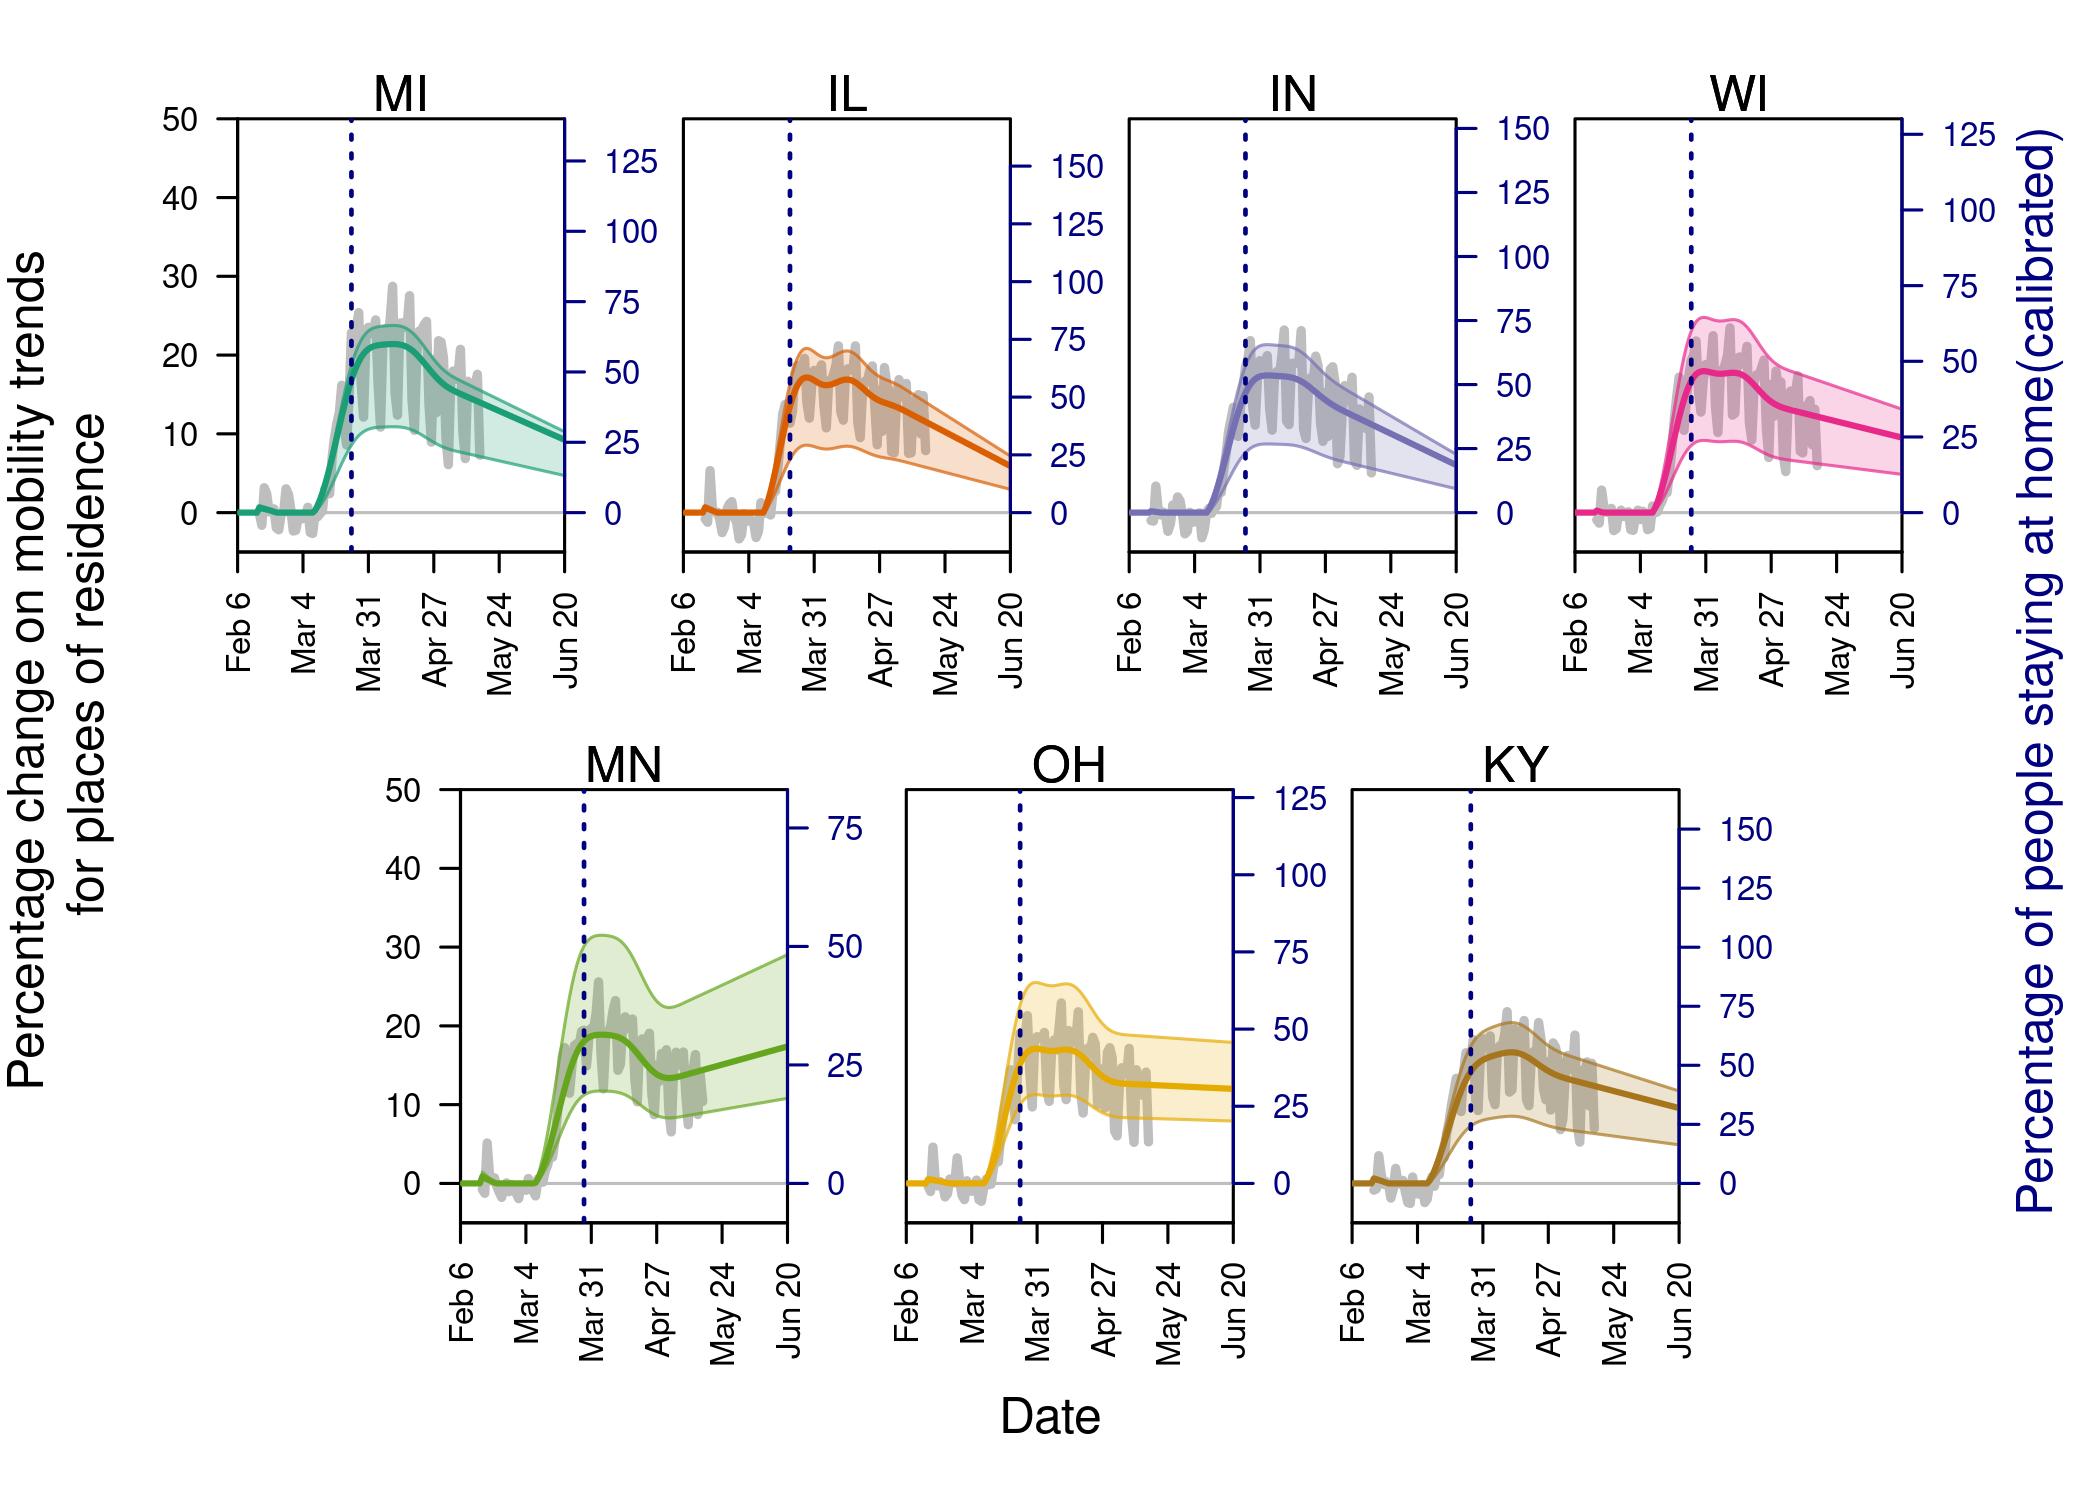 Percentage change on mobility trends
for places of residence
MI
50
40
30
20
10
0
125
100
75
50
25
0
Feb 6
Mar 4
Mar 31
Apr 27
May 24
Jun 20
IL
150
125
100
75
50
25
0
Feb 6
Mar 4
Mar 31
Apr 27
May 24
Jun 20
IN
150
125
100
75
50
25
0
Feb 6
Mar 4
Mar 31
Apr 27
May 24
Jun 20
WI
125
100
75
50
25
0
Feb 6
Mar 4
Mar 31
Apr 27
May 24
Jun 20
MN
50
40
30
20
10
0
75
50
25
0
Feb 6
Mar 4
Mar 31
Apr 27
May 24
Jun 20
OH
125
100
75
50
25
0
Feb 6
Mar 4
Mar 31
Apr 27
May 24
Jun 20
KY
150
125
100
75
50
25
0
Feb 6
Mar 4
Mar 31
Apr 27
May 24
Jun 20
Percentage of people staying at home(calibrated)
Date